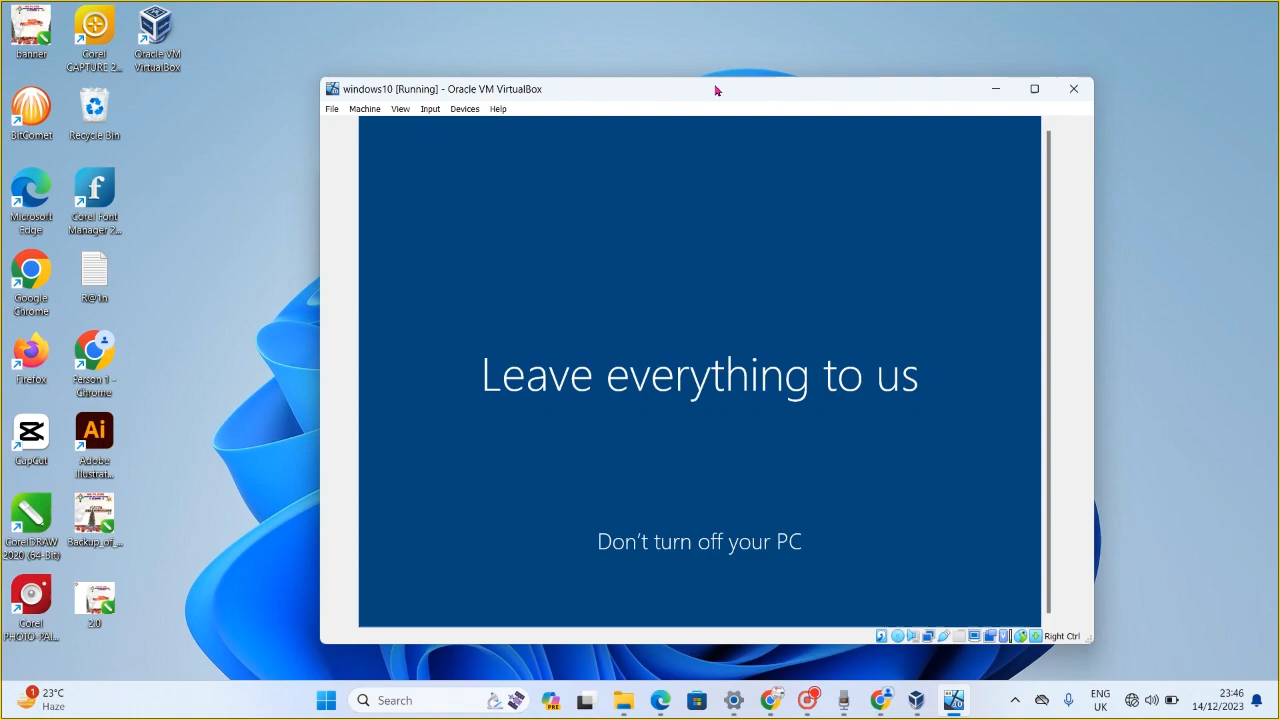 banner
Corel
CAPTURE 2...
Oracle VM
VirtualBox
BitComet
Recycle Bin
Microsoft
Edge
Corel Font
Manager 2...
Google
Chrome
R@1n
Firefox
Person 1 -
Chrome
CapCut
Ai
Adobe
Illustrat...
CorelDRAW
2020 (64-Bit)
Backup_of_...
Corel
PHOTO-PAI...
2.0
windows10 [Running] - Oracle VM VirtualBox
File Machine View Input Devices Help
Leave everything to us
Don't turn off your PC
Right Ctrl
1
23°C
Haze
Search
PRE
ENG
UK
23:46
14/12/2023